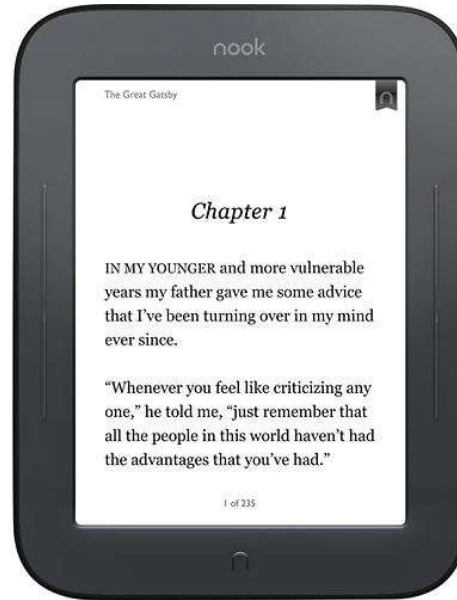 nook
The Great Gatsby
Chapter 1
IN MY YOUNGER and more vulnerable
years my father gave me some advice
that I’ve been turning over in my mind
ever since.
“Whenever you feel like criticizing any
one,” he told me, “just remember that
all the people in this world haven’t had
the advantages that you’ve had.”
1 of 235